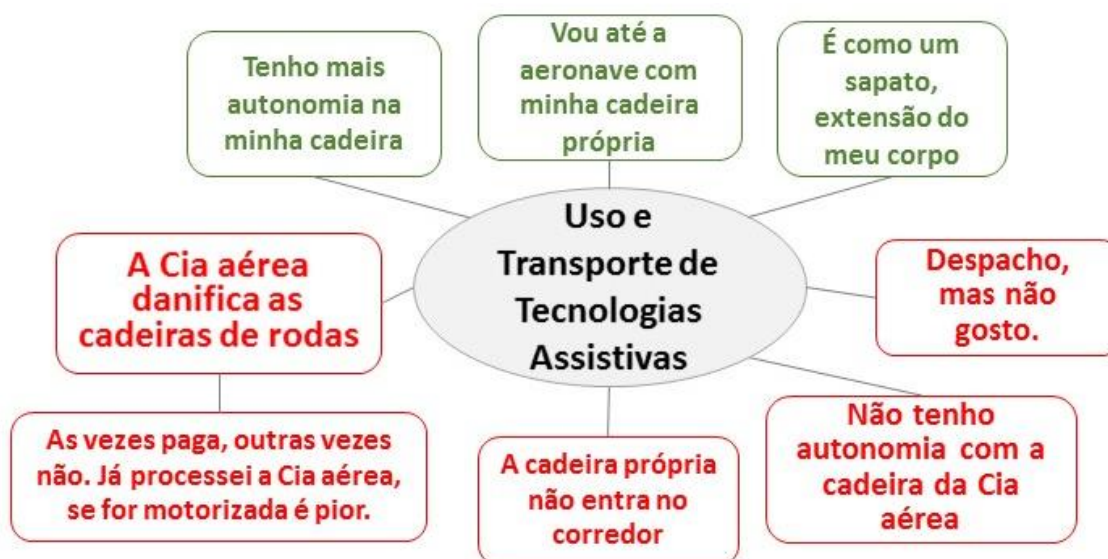 Tenho mais
autonomia na
minha cadeira
Vou até a
aeronave com
minha cadeira
própria
É como um
sapato,
extensão do
meu corpo
Uso e
Transporte de
Tecnologias
Assistivas
A Cia aérea
danifica as
cadeiras de rodas
Despacho,
mas não
gosto.
As vezes paga, outras vezes
não. Já processei a Cia aérea,
se for motorizada é pior.
A cadeira própria
não entra no
corredor
Não tenho
autonomia com a
cadeira da Cia
aérea